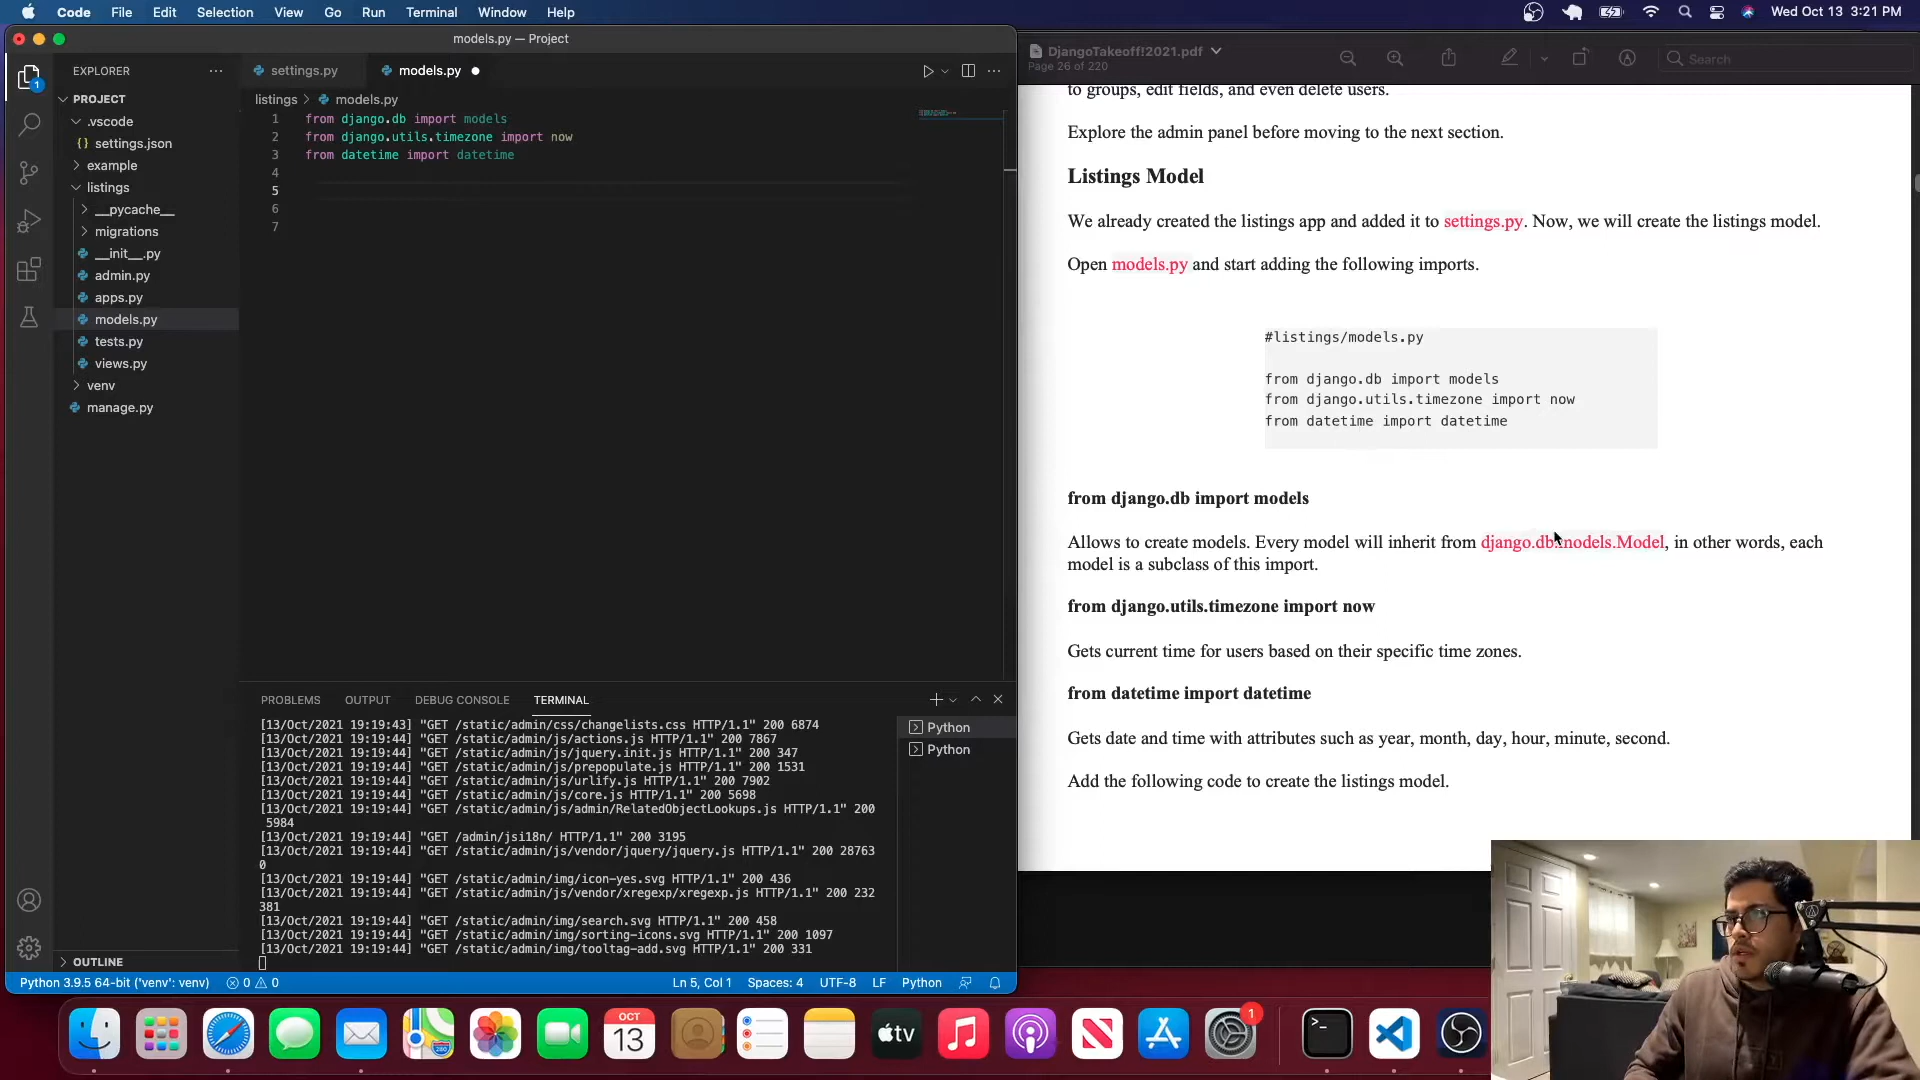 Code File Edit Selection View Go Run Terminal Window Help
Wed Oct 13 3:21 PM
models.py — Project
EXPLORER
PROJECT
.vscode
{} settings.json
example
listings
__pycache__
migrations
__init__.py
admin.py
apps.py
models.py
tests.py
views.py
venv
manage.py
OUTLINE
1
settings.py
models.py
listings > models.py
1 from django.db import models
2 from django.utils.timezone import now
3 from datetime import datetime
4
5
6
7
PROBLEMS OUTPUT DEBUG CONSOLE TERMINAL
[13/Oct/2021 19:19:43] "GET /static/admin/css/changelists.css HTTP/1.1" 200 6874
[13/Oct/2021 19:19:44] "GET /static/admin/js/actions.js HTTP/1.1" 200 7867
[13/Oct/2021 19:19:44] "GET /static/admin/js/jquery.init.js HTTP/1.1" 200 347
[13/Oct/2021 19:19:44] "GET /static/admin/js/prepopulate.js HTTP/1.1" 200 1531
[13/Oct/2021 19:19:44] "GET /static/admin/js/urlify.js HTTP/1.1" 200 7902
[13/Oct/2021 19:19:44] "GET /static/admin/js/core.js HTTP/1.1" 200 5698
[13/Oct/2021 19:19:44] "GET /static/admin/js/admin/RelatedObjectLookups.js HTTP/1.1" 200
5984
[13/Oct/2021 19:19:44] "GET /admin/jsi18n/ HTTP/1.1" 200 3195
[13/Oct/2021 19:19:44] "GET /static/admin/js/vendor/jquery/jquery.js HTTP/1.1" 200 28763
0
[13/Oct/2021 19:19:44] "GET /static/admin/img/icon-yes.svg HTTP/1.1" 200 436
[13/Oct/2021 19:19:44] "GET /static/admin/js/vendor/xregexp/xregexp.js HTTP/1.1" 200 232
381
[13/Oct/2021 19:19:44] "GET /static/admin/img/search.svg HTTP/1.1" 200 458
[13/Oct/2021 19:19:44] "GET /static/admin/img/sorting-icons.svg HTTP/1.1" 200 1097
[13/Oct/2021 19:19:44] "GET /static/admin/img/tooltag-add.svg HTTP/1.1" 200 331
Python
Python
Python 3.9.5 64-bit ('venv': venv) 0 0
Ln 5, Col 1 Spaces: 4 UTF-8 LF Python
DjangoTakeoff!2021.pdf
Page 26 of 220
Search
to groups, edit fields, and even delete users.
Explore the admin panel before moving to the next section.
Listings Model
We already created the listings app and added it to settings.py. Now, we will create the listings model.
Open models.py and start adding the following imports.
#listings/models.py
from django.db import models
from django.utils.timezone import now
from datetime import datetime
from django.db import models
Allows to create models. Every model will inherit from django.db.models.Model, in other words, each
model is a subclass of this import.
from django.utils.timezone import now
Gets current time for users based on their specific time zones.
from datetime import datetime
Gets date and time with attributes such as year, month, day, hour, minute, second.
Add the following code to create the listings model.
OCT
13
tv
1
280